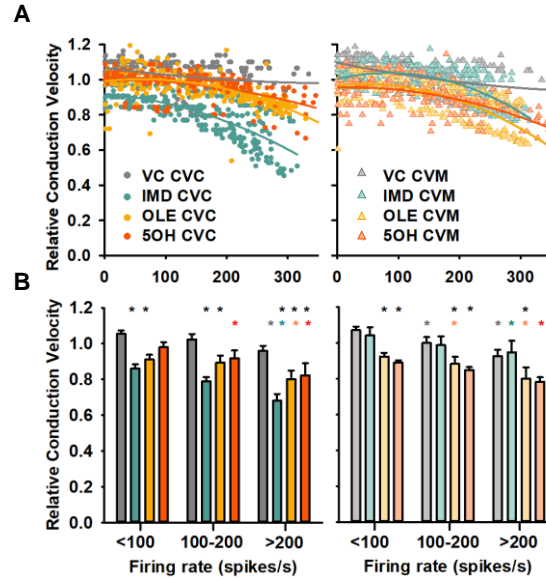 A
Relative Conduction Velocity
1.2
1.0
0.8
0.6
0.4
0.2
0.0
VC CVC
IMD CVC
OLE CVC
5OH CVC
VC CVM
IMD CVM
OLE CVM
5OH CVM
0 100 200 300 0 100 200 300
B
Relative Conduction Velocity
1.2
1.0
0.8
0.6
0.4
0.2
0.0
* * * * * * * * *
* * * * *
* * * * * *
* * * * * *
<100 100-200 >200 <100 100-200 >200
Firing rate (spikes/s) Firing rate (spikes/s)